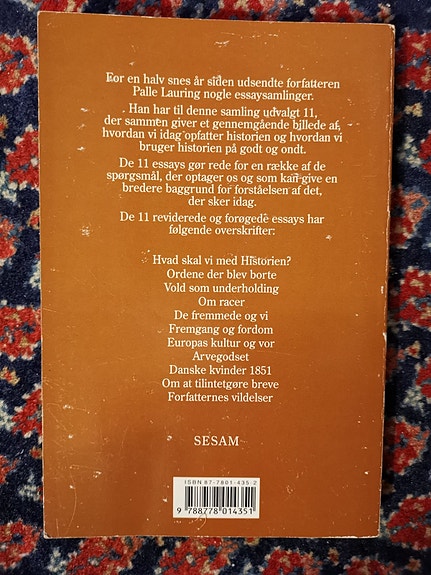 For en halv snes år siden udsendte forfatteren
Palle Lauring nogle essaysamlinger.
Han har til denne samling udvalgt 11,
der sammen giver et gennemgående billede af,
hvordan vi idag opfatter historien og hvordan vi
bruger historien på godt og ondt.
De 11 essays gør rede for en række af de
spørgsmål, der optager os og som kan give en
bredere baggrund for forståelsen af det,
der sker idag.
De 11 reviderede og forøgede essays har
følgende overskrifter:
Hvad skal vi med Historien?
Ordene der blev borte
Vold som underholdning
Om racer
De fremmede og vi
Fremgang og fordom
Europas kultur og vor
Arvegodset
Danske kvinder 1851
Om at tilintetgøre breve
Forfatternes vildelser
SESAM
ISBN 87-7801-435-2
9 788778 014351